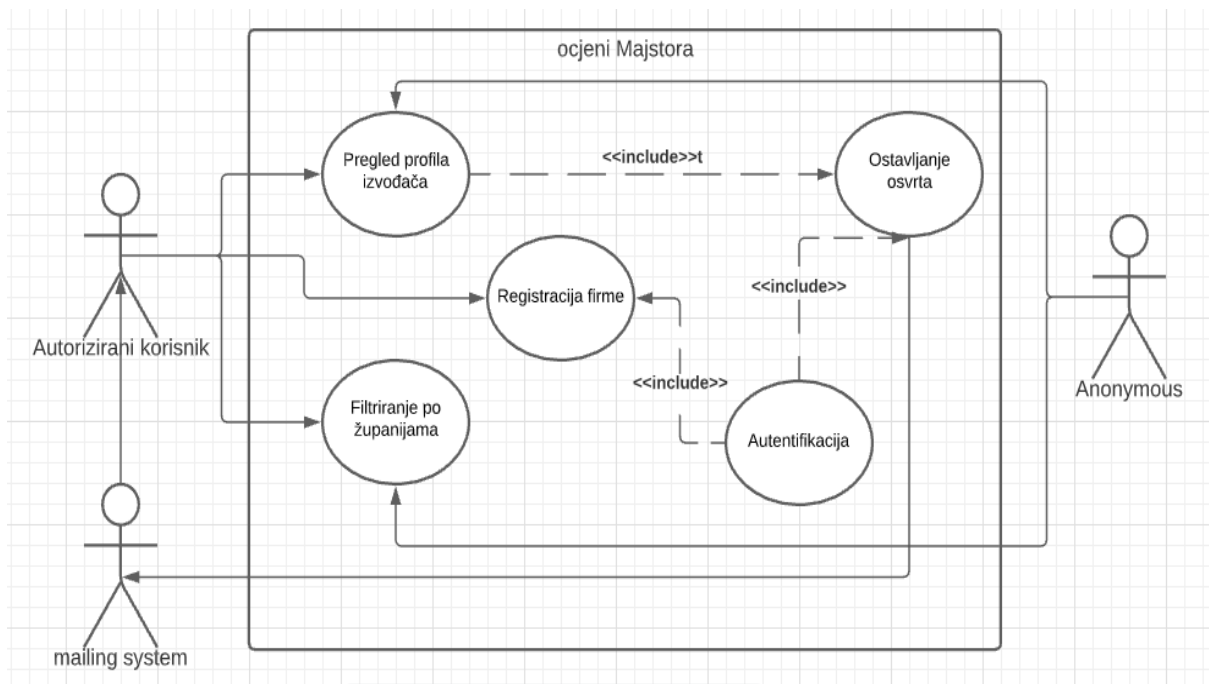 ocjeni Majstora
Pregled profila
izvođača
<<include>>t
Ostavljanje
osvrta
Registracija firme
<<include>>
Autorizirani korisnik
<<include>>
Anonymous
Filtriranje po
županijama
Autentifikacija
mailing system